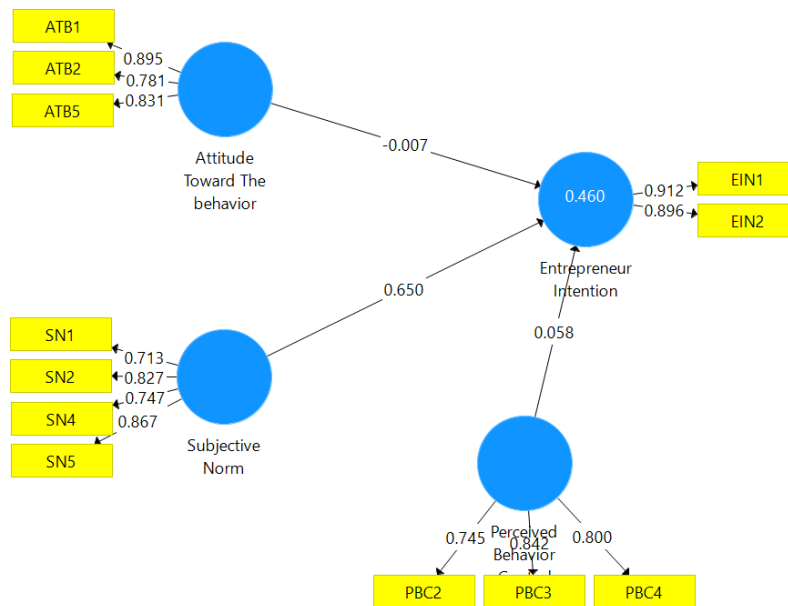 ATB1
0.895
ATB2
0.781
ATB5
0.831
Attitude
Toward The
behavior
-0.007
0.460
Entrepreneur
Intention
0.912
EIN1
0.896
EIN2
0.650
0.058
SN1
0.713
SN2
0.827
SN4
0.747
SN5
0.867
Subjective
Norm
Perceived
Behavior
0.745
0.842
0.800
PBC2
PBC3
PBC4